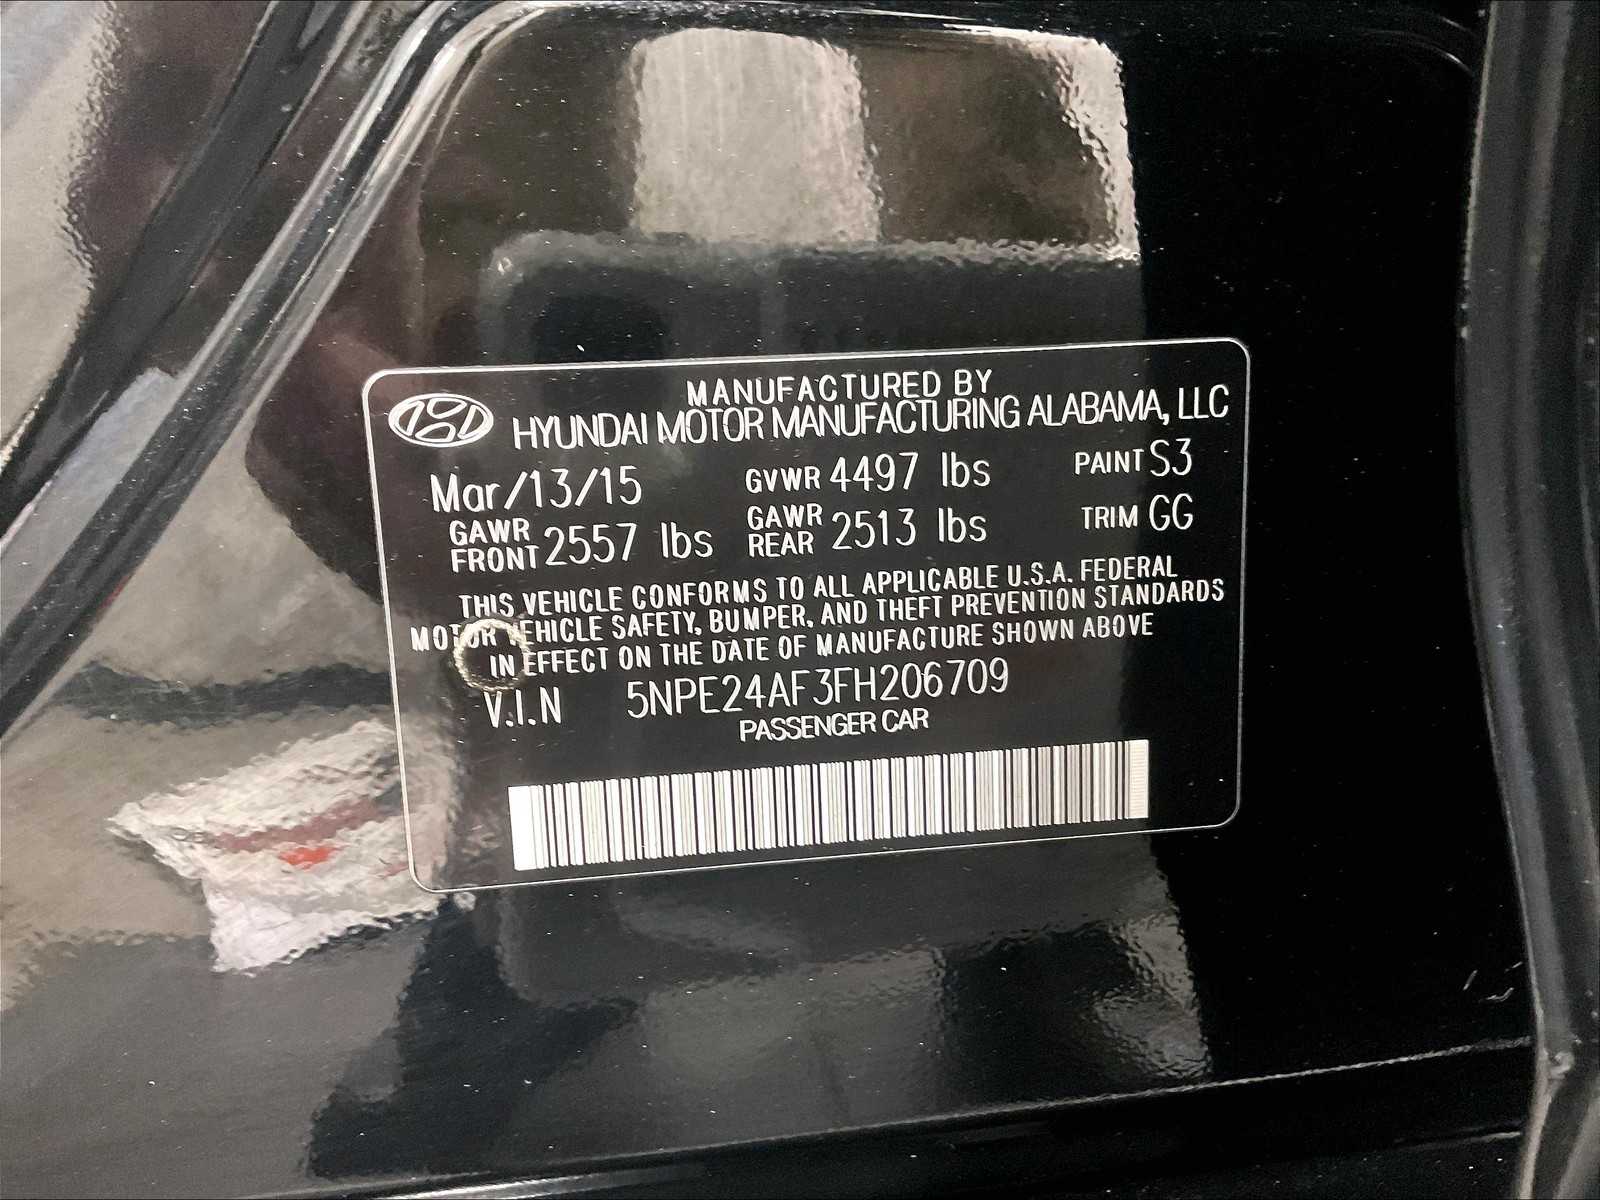 MANUFACTURED BY
HYUNDAI MOTOR MANUFACTURING ALABAMA, LLC
Mar/13/15 GVWR 4497 lbs PAINT S3
GAWR FRONT 2557 lbs GAWR REAR 2513 lbs TRIM GG
THIS VEHICLE CONFORMS TO ALL APPLICABLE U.S.A. FEDERAL
MOTOR VEHICLE SAFETY, BUMPER, AND THEFT PREVENTION STANDARDS
IN EFFECT ON THE DATE OF MANUFACTURE SHOWN ABOVE
V.I.N 5NPE24AF3FH206709
PASSENGER CAR